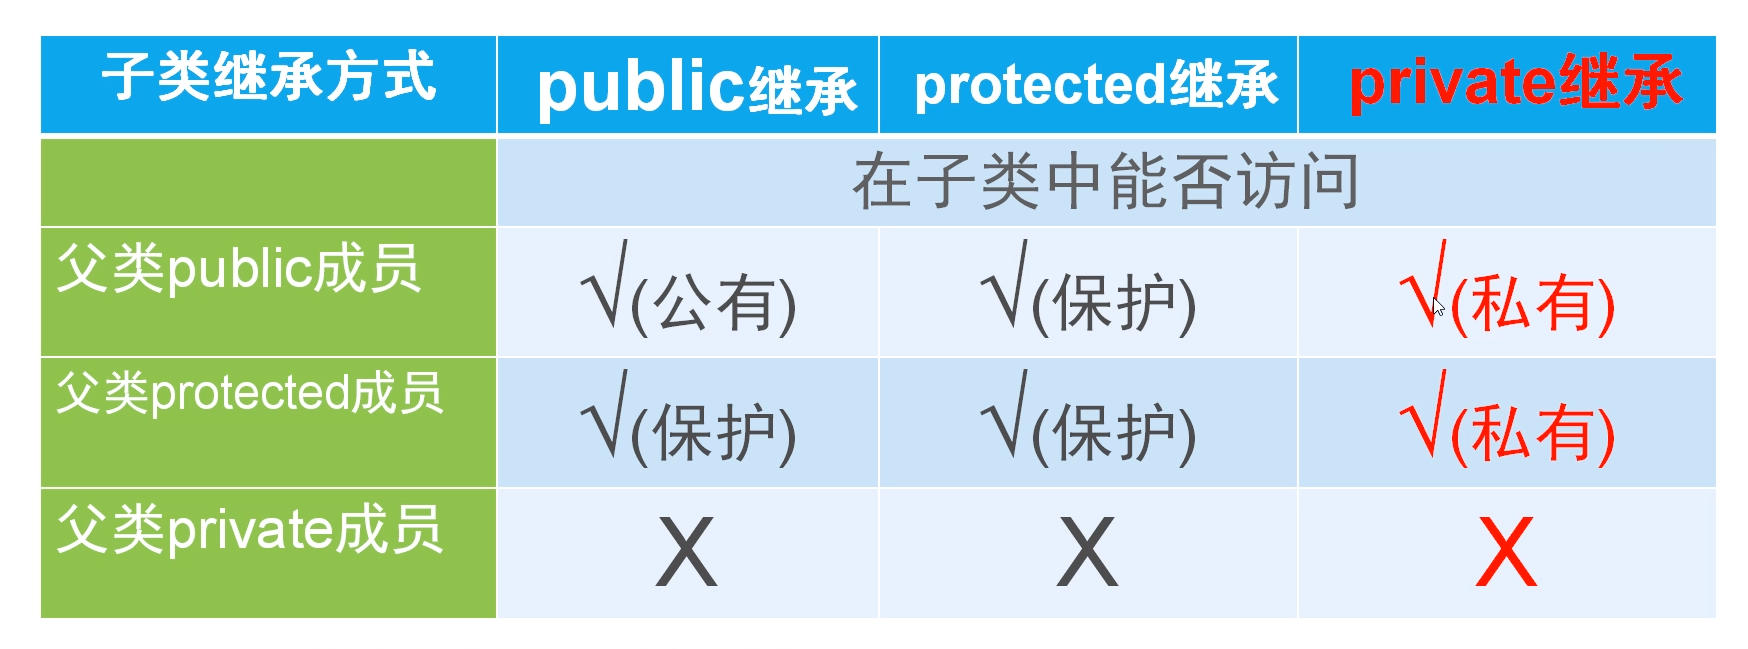 子类继承方式 public继承 protected继承 private继承
在子类中能否访问
父类public成员 √(公有) √(保护) √(私有)
父类protected成员 √(保护) √(保护) √(私有)
父类private成员 X X X